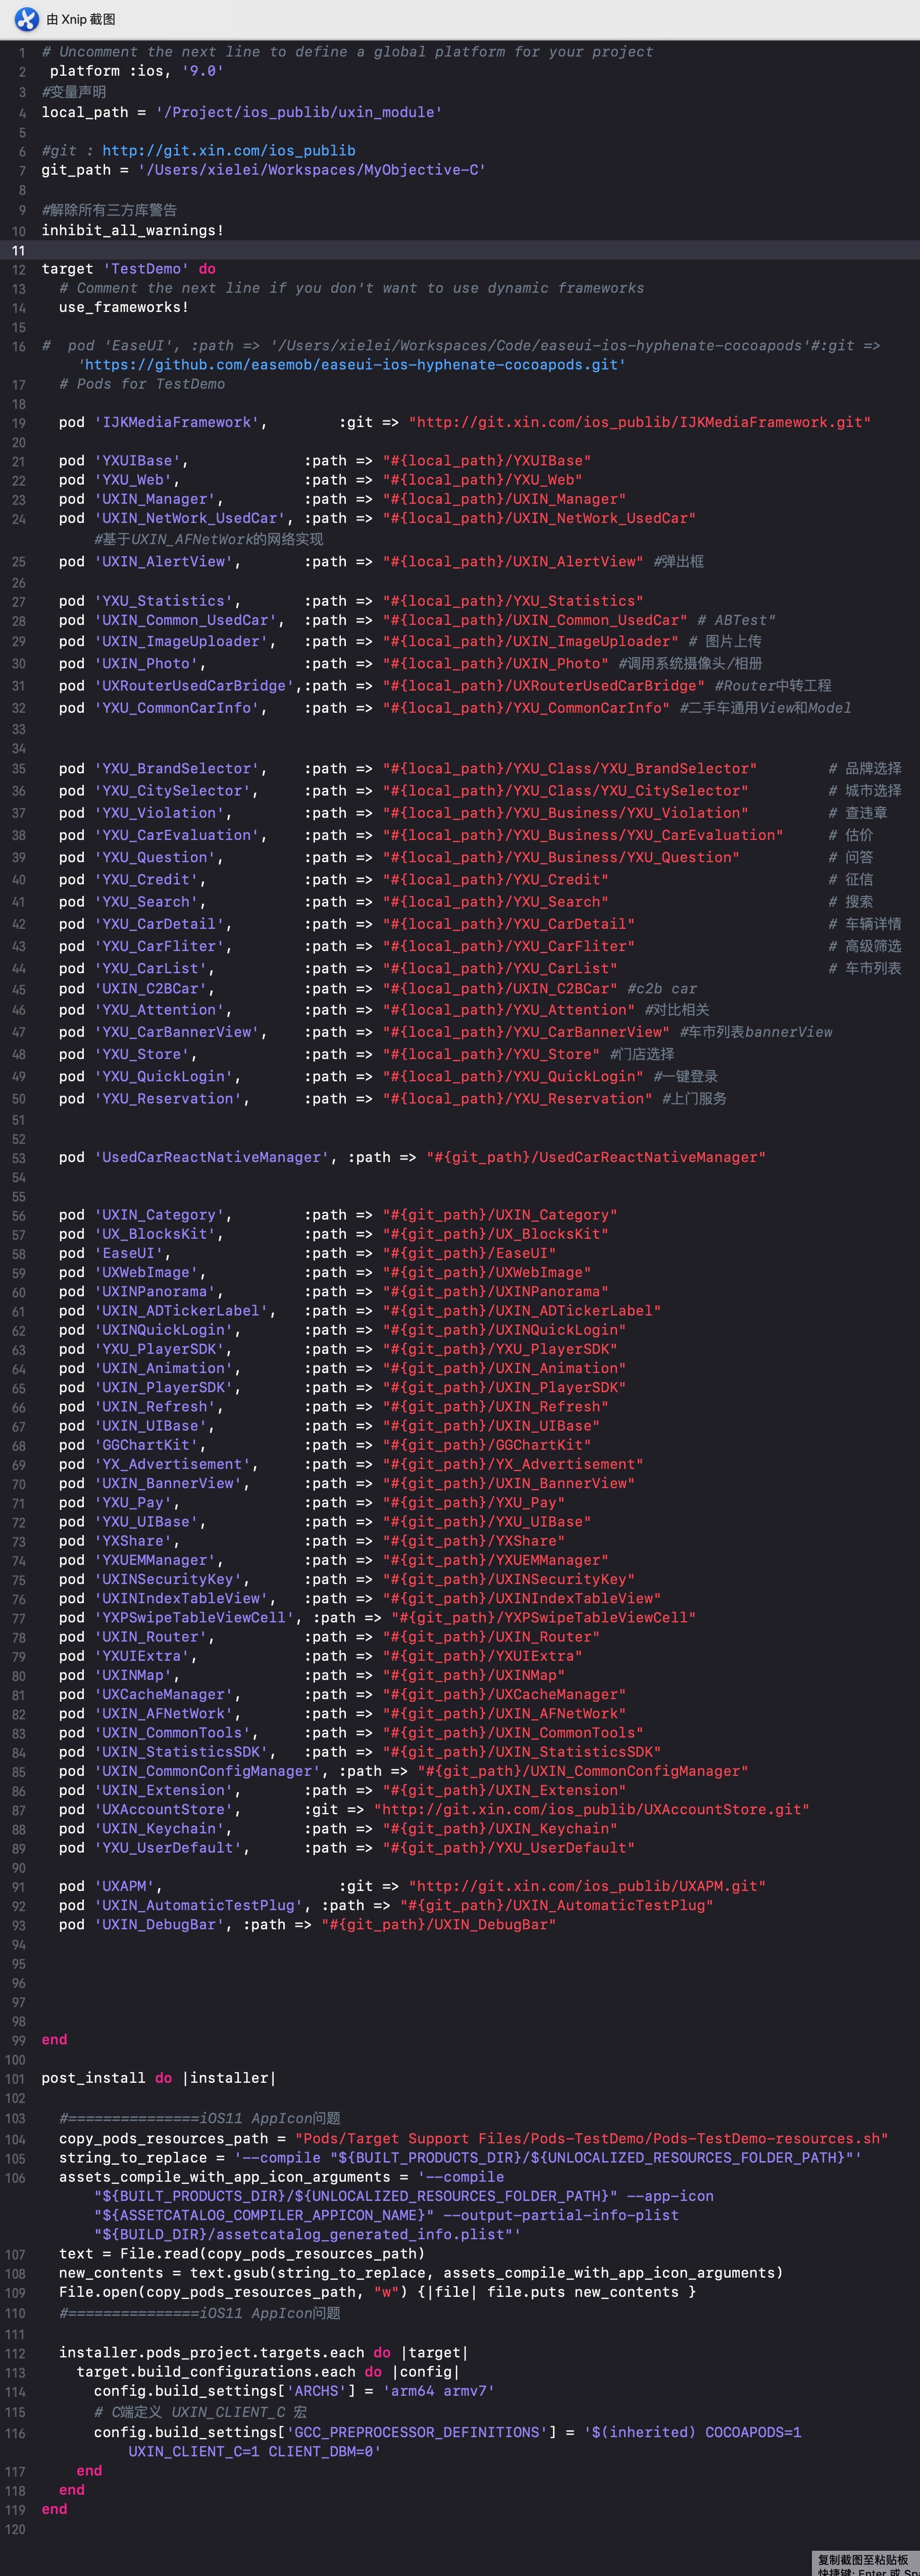 由 Xnip 截图
1 # Uncomment the next line to define a global platform for your project
2 platform :ios, '9.0'
3 #变量声明
4 local_path = '/Project/ios_publib/uxin_module'
5
6 #git : http://git.xin.com/ios_publib
7 git_path = '/Users/xielei/Workspaces/MyObjective-C'
8
9 #解除所有三方库警告
10 inhibit_all_warnings!
11
12 target 'TestDemo' do
13 # Comment the next line if you don't want to use dynamic frameworks
14 use_frameworks!
15
16 # pod 'EaseUI', :path => '/Users/xielei/Workspaces/Code/easeui-ios-hyphenate-cocoapods'#:git =>
'https://github.com/easemob/easeui-ios-hyphenate-cocoapods.git'
17 # Pods for TestDemo
18
19 pod 'IJKMediaFramework', :git => "http://git.xin.com/ios_publib/IJKMediaFramework.git"
20
21 pod 'YXUIBase', :path => "#{local_path}/YXUIBase"
22 pod 'YXU_Web', :path => "#{local_path}/YXU_Web"
23 pod 'UXIN_Manager', :path => "#{local_path}/UXIN_Manager"
24 pod 'UXIN_NetWork_UsedCar', :path => "#{local_path}/UXIN_NetWork_UsedCar"
#基于UXIN_AFNetWork的网络实现
25 pod 'UXIN_AlertView', :path => "#{local_path}/UXIN_AlertView" #弹出框
26
27 pod 'YXU_Statistics', :path => "#{local_path}/YXU_Statistics"
28 pod 'UXIN_Common_UsedCar', :path => "#{local_path}/UXIN_Common_UsedCar" # ABTest"
29 pod 'UXIN_ImageUploader', :path => "#{local_path}/UXIN_ImageUploader" # 图片上传
30 pod 'UXIN_Photo', :path => "#{local_path}/UXIN_Photo" #调用系统摄像头/相册
31 pod 'UXRouterUsedCarBridge',:path => "#{local_path}/UXRouterUsedCarBridge" #Router中转工程
32 pod 'YXU_CommonCarInfo', :path => "#{local_path}/YXU_CommonCarInfo" #二手车通用View和Model
33
34
35 pod 'YXU_BrandSelector', :path => "#{local_path}/YXU_Class/YXU_BrandSelector" # 品牌选择
36 pod 'YXU_CitySelector', :path => "#{local_path}/YXU_Class/YXU_CitySelector" # 城市选择
37 pod 'YXU_Violation', :path => "#{local_path}/YXU_Business/YXU_Violation" # 查违章
38 pod 'YXU_CarEvaluation', :path => "#{local_path}/YXU_Business/YXU_CarEvaluation" # 估价
39 pod 'YXU_Question', :path => "#{local_path}/YXU_Business/YXU_Question" # 问答
40 pod 'YXU_Credit', :path => "#{local_path}/YXU_Credit" # 征信
41 pod 'YXU_Search', :path => "#{local_path}/YXU_Search" # 搜索
42 pod 'YXU_CarDetail', :path => "#{local_path}/YXU_CarDetail" # 车辆详情
43 pod 'YXU_CarFliter', :path => "#{local_path}/YXU_CarFliter" # 高级筛选
44 pod 'YXU_CarList', :path => "#{local_path}/YXU_CarList" # 车市列表
45 pod 'UXIN_C2BCar', :path => "#{local_path}/UXIN_C2BCar" #c2b car
46 pod 'YXU_Attention', :path => "#{local_path}/YXU_Attention" #对比相关
47 pod 'YXU_CarBannerView', :path => "#{local_path}/YXU_CarBannerView" #车市列表bannerView
48 pod 'YXU_Store', :path => "#{local_path}/YXU_Store" #门店选择
49 pod 'YXU_QuickLogin', :path => "#{local_path}/YXU_QuickLogin" #一键登录
50 pod 'YXU_Reservation', :path => "#{local_path}/YXU_Reservation" #上门服务
51
52
53 pod 'UsedCarReactNativeManager', :path => "#{git_path}/UsedCarReactNativeManager"
54
55
56 pod 'UXIN_Category', :path => "#{git_path}/UXIN_Category"
57 pod 'UX_BlocksKit', :path => "#{git_path}/UX_BlocksKit"
58 pod 'EaseUI', :path => "#{git_path}/EaseUI"
59 pod 'UXWebImage', :path => "#{git_path}/UXWebImage"
60 pod 'UXINPanorama', :path => "#{git_path}/UXINPanorama"
61 pod 'UXIN_ADTickerLabel', :path => "#{git_path}/UXIN_ADTickerLabel"
62 pod 'UXINQuickLogin', :path => "#{git_path}/UXINQuickLogin"
63 pod 'YXU_PlayerSDK', :path => "#{git_path}/YXU_PlayerSDK"
64 pod 'UXIN_Animation', :path => "#{git_path}/UXIN_Animation"
65 pod 'UXIN_PlayerSDK', :path => "#{git_path}/UXIN_PlayerSDK"
66 pod 'UXIN_Refresh', :path => "#{git_path}/UXIN_Refresh"
67 pod 'UXIN_UIBase', :path => "#{git_path}/UXIN_UIBase"
68 pod 'GGChartKit', :path => "#{git_path}/GGChartKit"
69 pod 'YX_Advertisement', :path => "#{git_path}/YX_Advertisement"
70 pod 'UXIN_BannerView', :path => "#{git_path}/UXIN_BannerView"
71 pod 'YXU_Pay', :path => "#{git_path}/YXU_Pay"
72 pod 'YXU_UIBase', :path => "#{git_path}/YXU_UIBase"
73 pod 'YXShare', :path => "#{git_path}/YXShare"
74 pod 'YXUEMManager', :path => "#{git_path}/YXUEMManager"
75 pod 'UXINSecurityKey', :path => "#{git_path}/UXINSecurityKey"
76 pod 'UXINIndexTableView', :path => "#{git_path}/UXINIndexTableView"
77 pod 'YXPSwipeTableViewCell', :path => "#{git_path}/YXPSwipeTableViewCell"
78 pod 'UXIN_Router', :path => "#{git_path}/UXIN_Router"
79 pod 'YXUIExtra', :path => "#{git_path}/YXUIExtra"
80 pod 'UXINMap', :path => "#{git_path}/UXINMap"
81 pod 'UXCacheManager', :path => "#{git_path}/UXCacheManager"
82 pod 'UXIN_AFNetWork', :path => "#{git_path}/UXIN_AFNetWork"
83 pod 'UXIN_CommonTools', :path => "#{git_path}/UXIN_CommonTools"
84 pod 'UXIN_StatisticsSDK', :path => "#{git_path}/UXIN_StatisticsSDK"
85 pod 'UXIN_CommonConfigManager', :path => "#{git_path}/UXIN_CommonConfigManager"
86 pod 'UXIN_Extension', :path => "#{git_path}/UXIN_Extension"
87 pod 'UXAccountStore', :git => "http://git.xin.com/ios_publib/UXAccountStore.git"
88 pod 'UXIN_Keychain', :path => "#{git_path}/UXIN_Keychain"
89 pod 'YXU_UserDefault', :path => "#{git_path}/YXU_UserDefault"
90
91 pod 'UXAPM', :git => "http://git.xin.com/ios_publib/UXAPM.git"
92 pod 'UXIN_AutomaticTestPlug', :path => "#{git_path}/UXIN_AutomaticTestPlug"
93 pod 'UXIN_DebugBar', :path => "#{git_path}/UXIN_DebugBar"
94
95
96
97
98
99 end
100
101 post_install do |installer|
102
103 #===============iOS11 AppIcon问题
104 copy_pods_resources_path = "Pods/Target Support Files/Pods-TestDemo/Pods-TestDemo-resources.sh"
105 string_to_replace = '--compile "${BUILT_PRODUCTS_DIR}/${UNLOCALIZED_RESOURCES_FOLDER_PATH}"'
106 assets_compile_with_app_icon_arguments = '--compile
"${BUILT_PRODUCTS_DIR}/${UNLOCALIZED_RESOURCES_FOLDER_PATH}" --app-icon
"${ASSETCATALOG_COMPILER_APPICON_NAME}" --output-partial-info-plist
"${BUILD_DIR}/assetcatalog_generated_info.plist"'
107 text = File.read(copy_pods_resources_path)
108 new_contents = text.gsub(string_to_replace, assets_compile_with_app_icon_arguments)
109 File.open(copy_pods_resources_path, "w") {|file| file.puts new_contents }
110 #===============iOS11 AppIcon问题
111
112 installer.pods_project.targets.each do |target|
113 target.build_configurations.each do |config|
114 config.build_settings['ARCHS'] = 'arm64 armv7'
115 # C端定义 UXIN_CLIENT_C 宏
116 config.build_settings['GCC_PREPROCESSOR_DEFINITIONS'] = '$(inherited) COCOAPODS=1
UXIN_CLIENT_C=1 CLIENT_DBM=0'
117 end
118 end
119 end
120
复制截图至粘贴板
快捷键: Enter 或